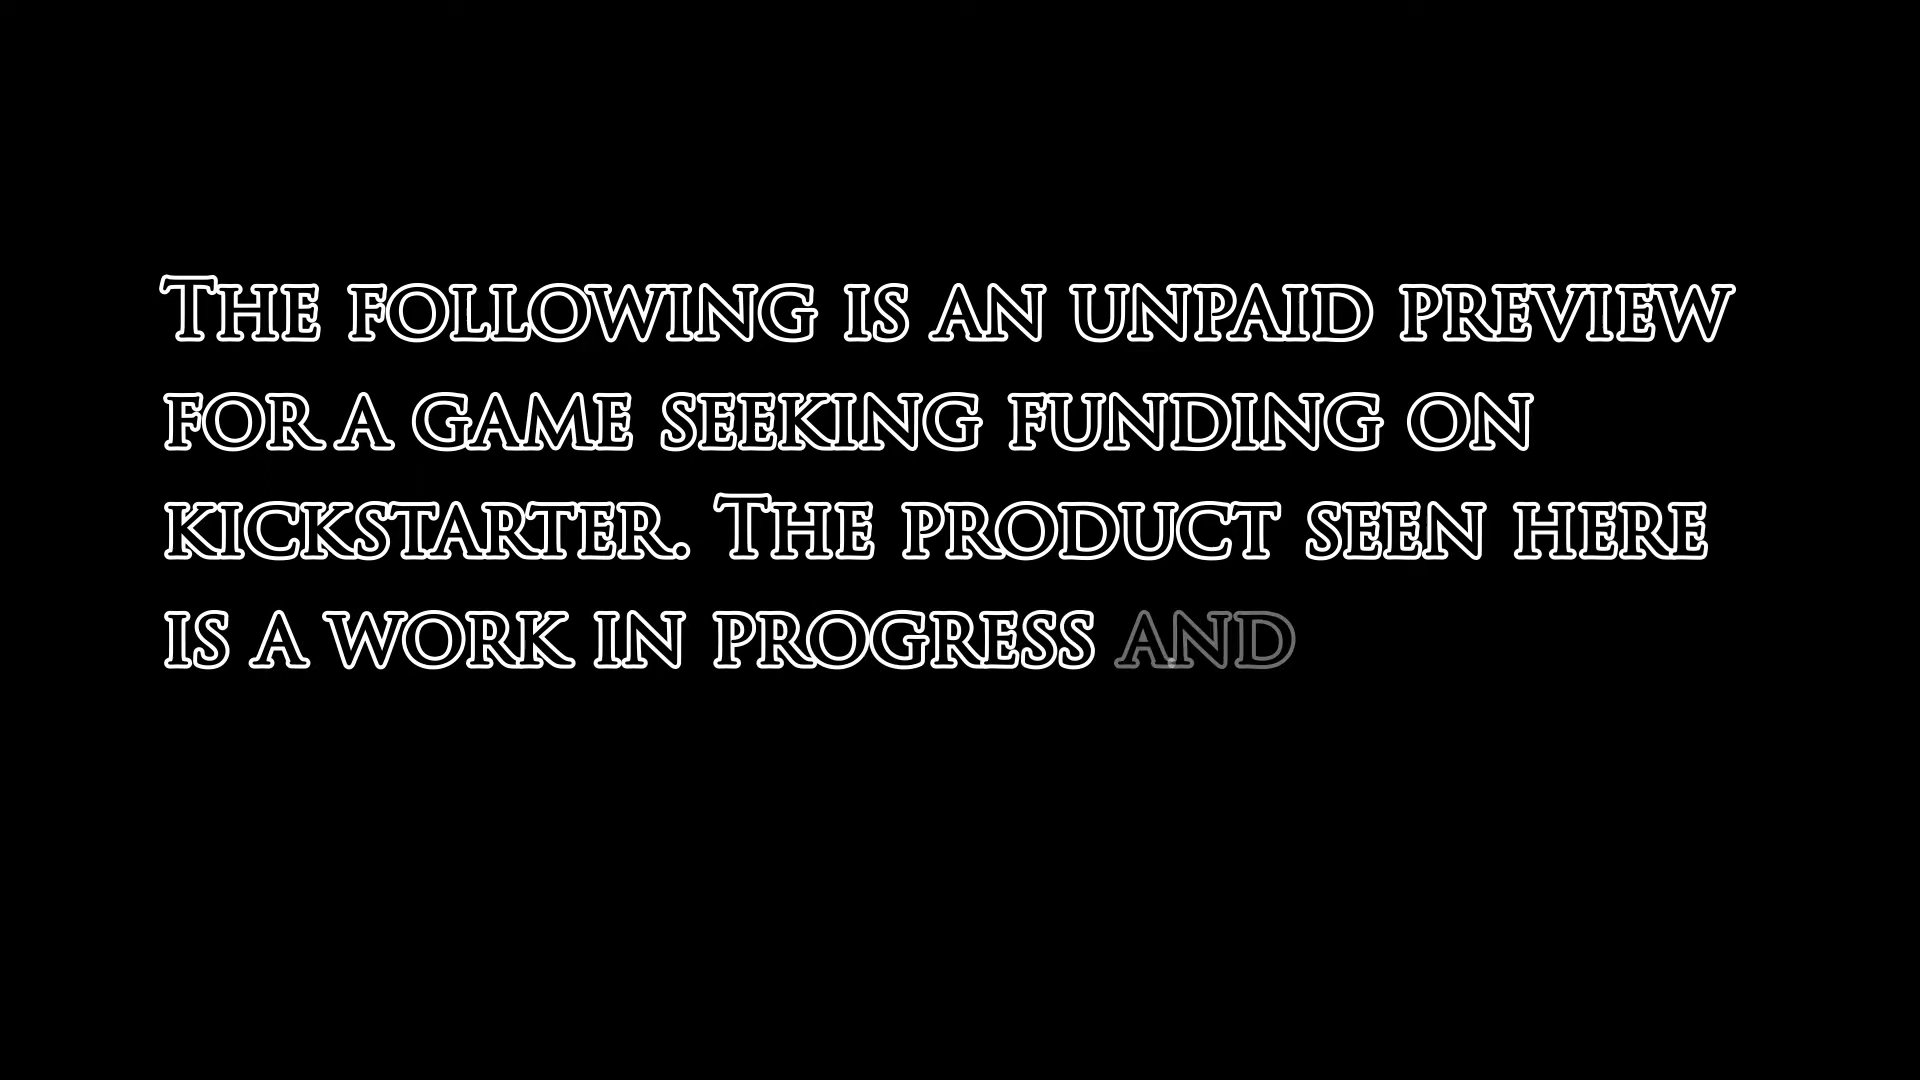 The following is an unpaid preview
for a game seeking funding on
kickstarter. The product seen here
is a work in progress and